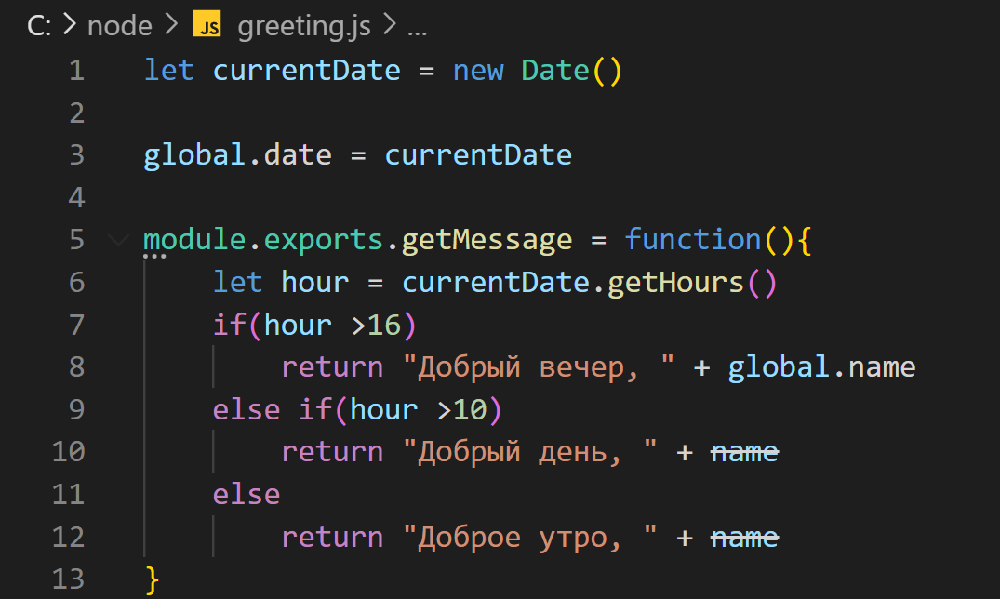 C: > node > JS greeting.js > ...
1 let currentDate = new Date()
2
3 global.date = currentDate
4
5 module.exports.getMessage = function(){
6     let hour = currentDate.getHours()
7     if(hour >16)
8         return "Добрый вечер, " + global.name
9     else if(hour >10)
10         return "Добрый день, " + name
11     else
12         return "Доброе утро, " + name
13 }